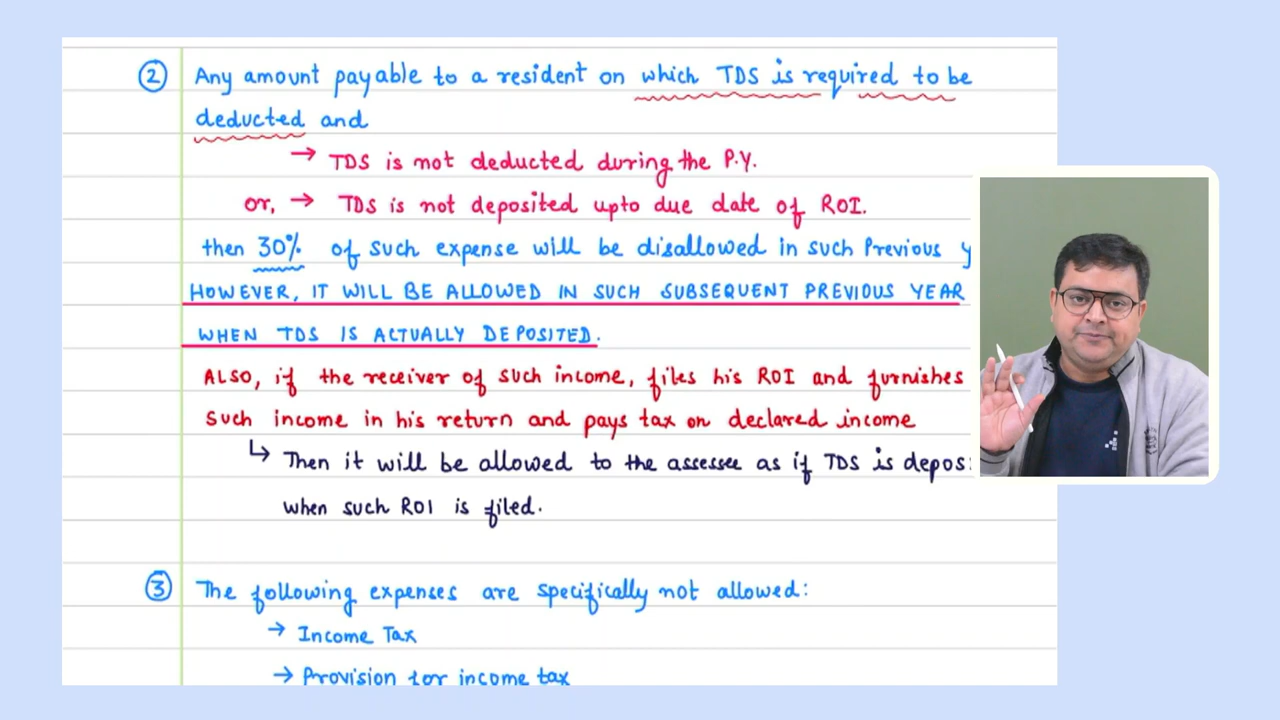 ② Any amount payable to a resident on which TDS is required to be
deducted and
→ TDS is not deducted during the P.Y.
or, → TDS is not deposited upto due date of ROI.
then 30% of such expense will be disallowed in such Previous y
HOWEVER, IT WILL BE ALLOWED IN SUCH SUBSEQUENT PREVIOUS YEAR
WHEN TDS IS ACTUALLY DEPOSITED.
ALSO, if the receiver of such income, files his ROI and furnishes
such income in his return and pays tax on declared income
↳ Then it will be allowed to the assessee as if TDS is depos
when such ROI is filed.
③ The following expenses are specifically not allowed:
→ Income Tax
→ Provision for income tax